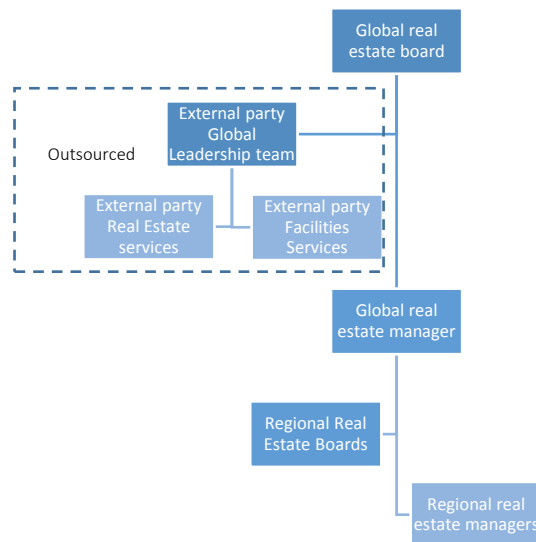 Global real
estate board
External party
Global
Leadership team
Outsourced
External party
Real Estate
services
External party
Facilities
Services
Global real
estate manager
Regional Real
Estate Boards
Regional real
estate managers